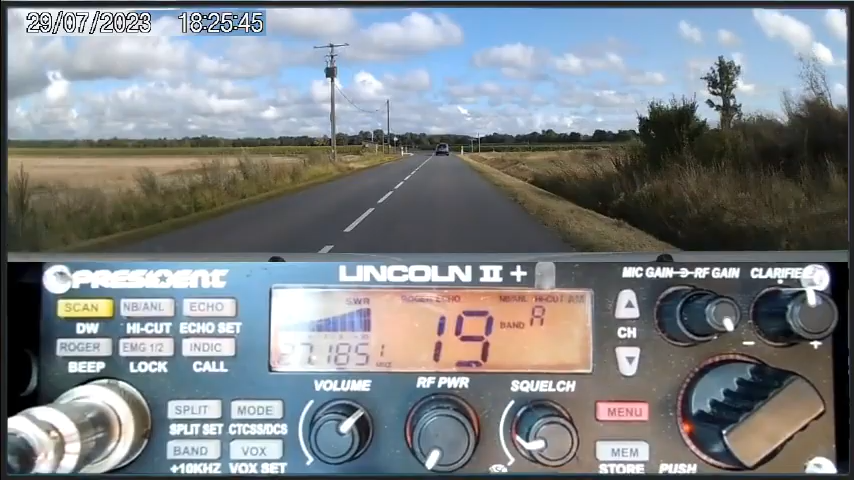 29/07/2023 18:25:45
PRESIDENT
LINCOLN II +
MIC GAIN RF GAIN CLARIFIER
SCAN NB/ANL ECHO
DW HI-CUT ECHO SET
ROGER EMG 1/2 INDIC
BEEP LOCK CALL
SPLIT MODE
SPLIT SET CTCSS/DCS
BAND VOX
+10KHZ VOX SET
SWR ROGER ECHO NB/ANL HI-CUT AM
19 BAND A
27.185
VOLUME RF PWR SQUELCH
CH
- +
MENU
MEM
STORE PUSH